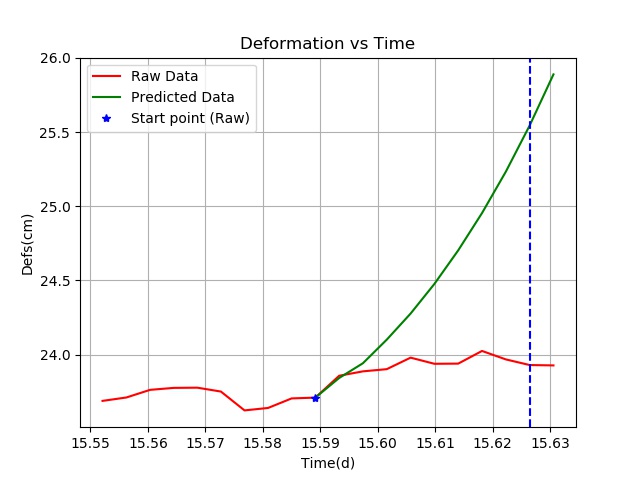 Deformation vs Time
26.0
25.5
25.0
24.5
24.0
Defs(cm)
Raw Data
Predicted Data
Start point (Raw)
15.55 15.56 15.57 15.58 15.59 15.60 15.61 15.62 15.63
Time(d)